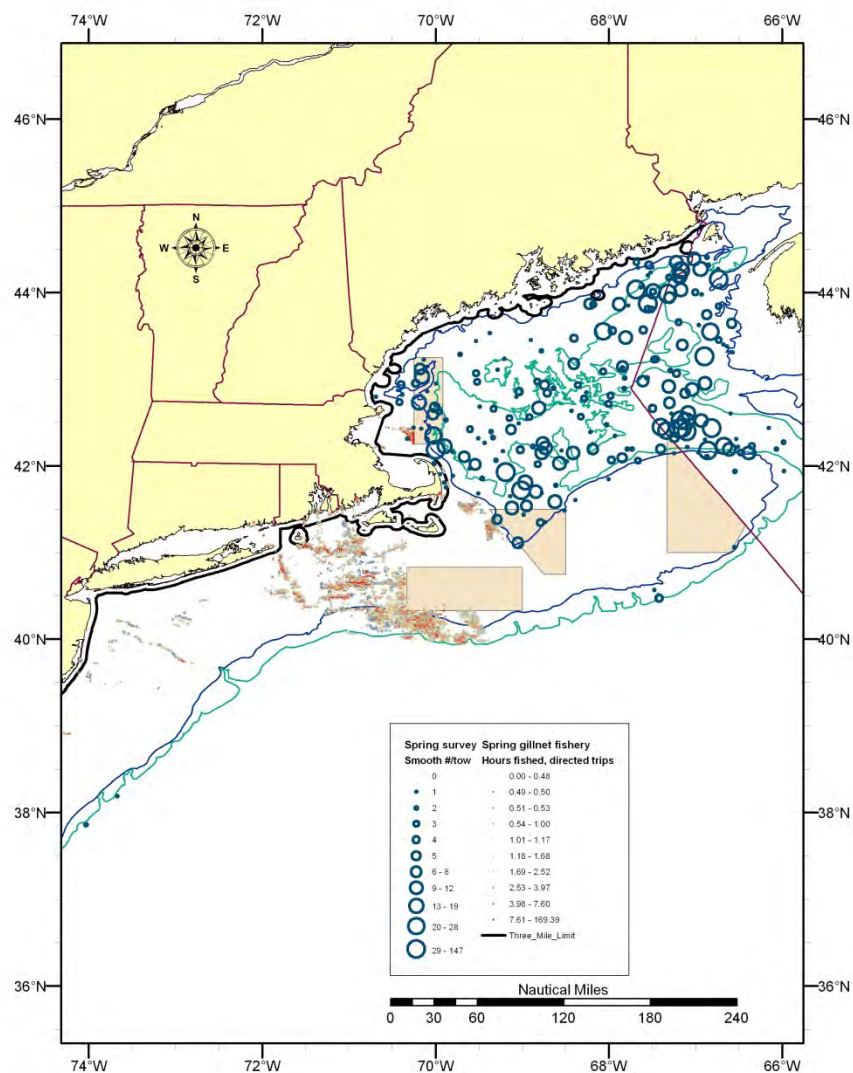 74°W 72°W 70°W 68°W 66°W
46°N 46°N
N
W E
S
44°N 44°N
42°N 42°N
40°N 40°N
38°N 38°N
36°N 36°N
Spring survey Spring gillnet fishery
Smooth #/tow Hours fished, directed trips
0 0.00 - 0.48
1 0.49 - 0.50
2 0.51 - 0.53
3 0.54 - 1.00
4 1.01 - 1.17
5 1.18 - 1.68
6 - 8 1.69 - 2.52
9 - 12 2.53 - 3.97
13 - 19 3.98 - 7.60
20 - 28 7.61 - 169.39
29 - 147 Three_Mile_Limit
Nautical Miles
0 15 30 60 120 180 240
74°W 72°W 70°W 68°W 66°W